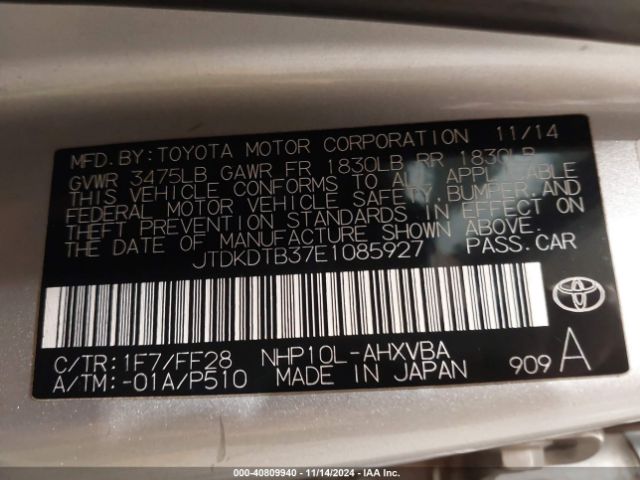 MFD. BY: TOYOTA MOTOR CORPORATION 11/14
GVWR 3475LB GAWR FR 1830LB RR 1830LB
THIS VEHICLE CONFORMS TO ALL APPLICABLE
FEDERAL MOTOR VEHICLE SAFETY, BUMPER, AND
THEFT PREVENTION STANDARDS IN EFFECT ON
THE DATE OF MANUFACTURE SHOWN ABOVE.
JTDKDTB37E1085927 PASS. CAR
C/TR: 1F7/FF28 NHP10L-AHXVBA
A/TM: -01A/P510 MADE IN JAPAN 909 A
000-40809940 - 11/14/2024 - IAA Inc.